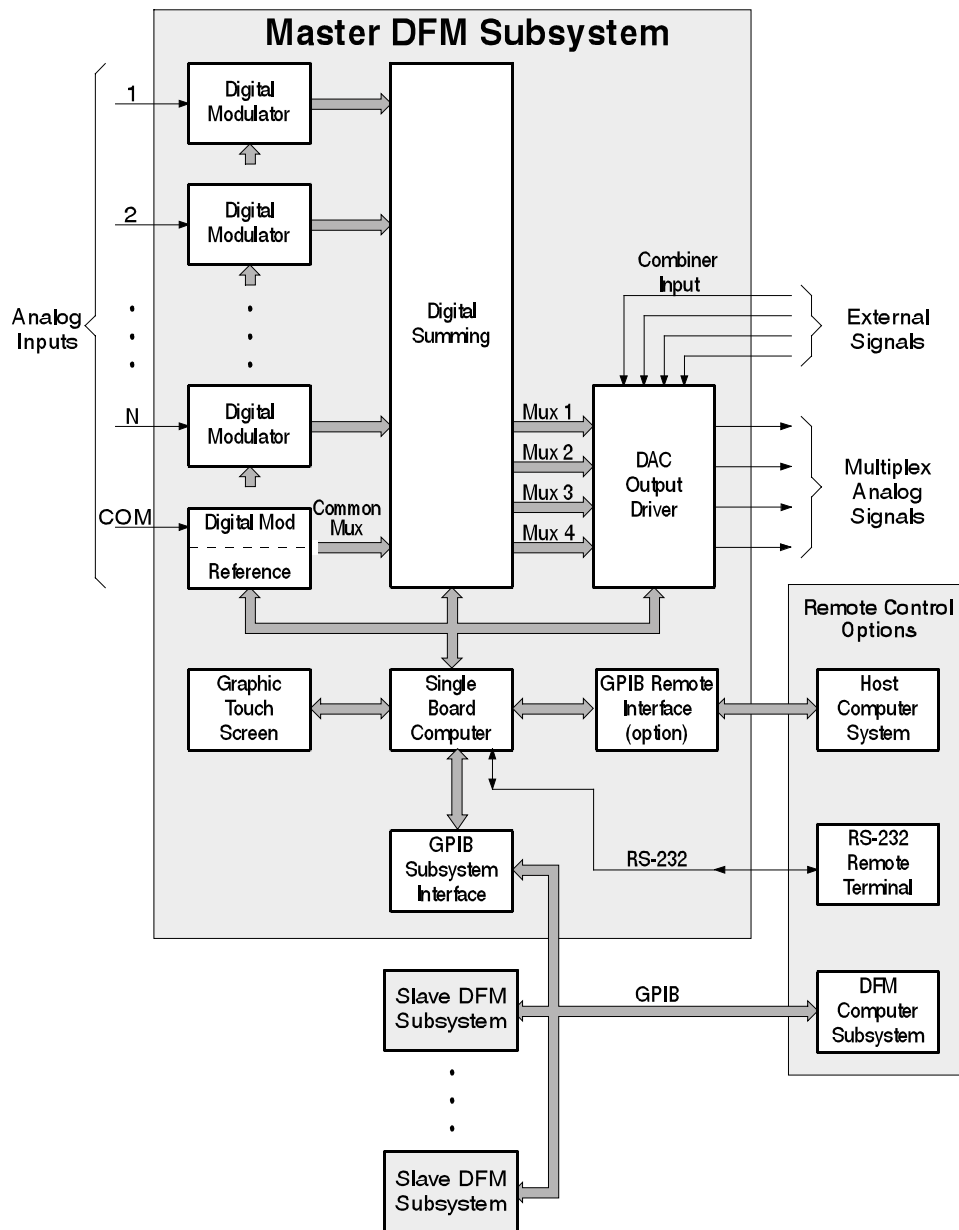 Master DFM Subsystem
1
Digital
Modulator
2
Digital
Modulator
Analog
Inputs
N
Digital
Modulator
COM
Digital Mod
Reference
Common
Mux
Digital
Summing
Combiner
Input
External
Signals
Mux 1
Mux 2
Mux 3
Mux 4
DAC
Output
Driver
Multiplex
Analog
Signals
Remote Control
Options
Graphic
Touch
Screen
Single
Board
Computer
GPIB Remote
Interface
(option)
Host
Computer
System
GPIB
Subsystem
Interface
RS-232
RS-232
Remote
Terminal
Slave DFM
Subsystem
GPIB
DFM
Computer
Subsystem
Slave DFM
Subsystem